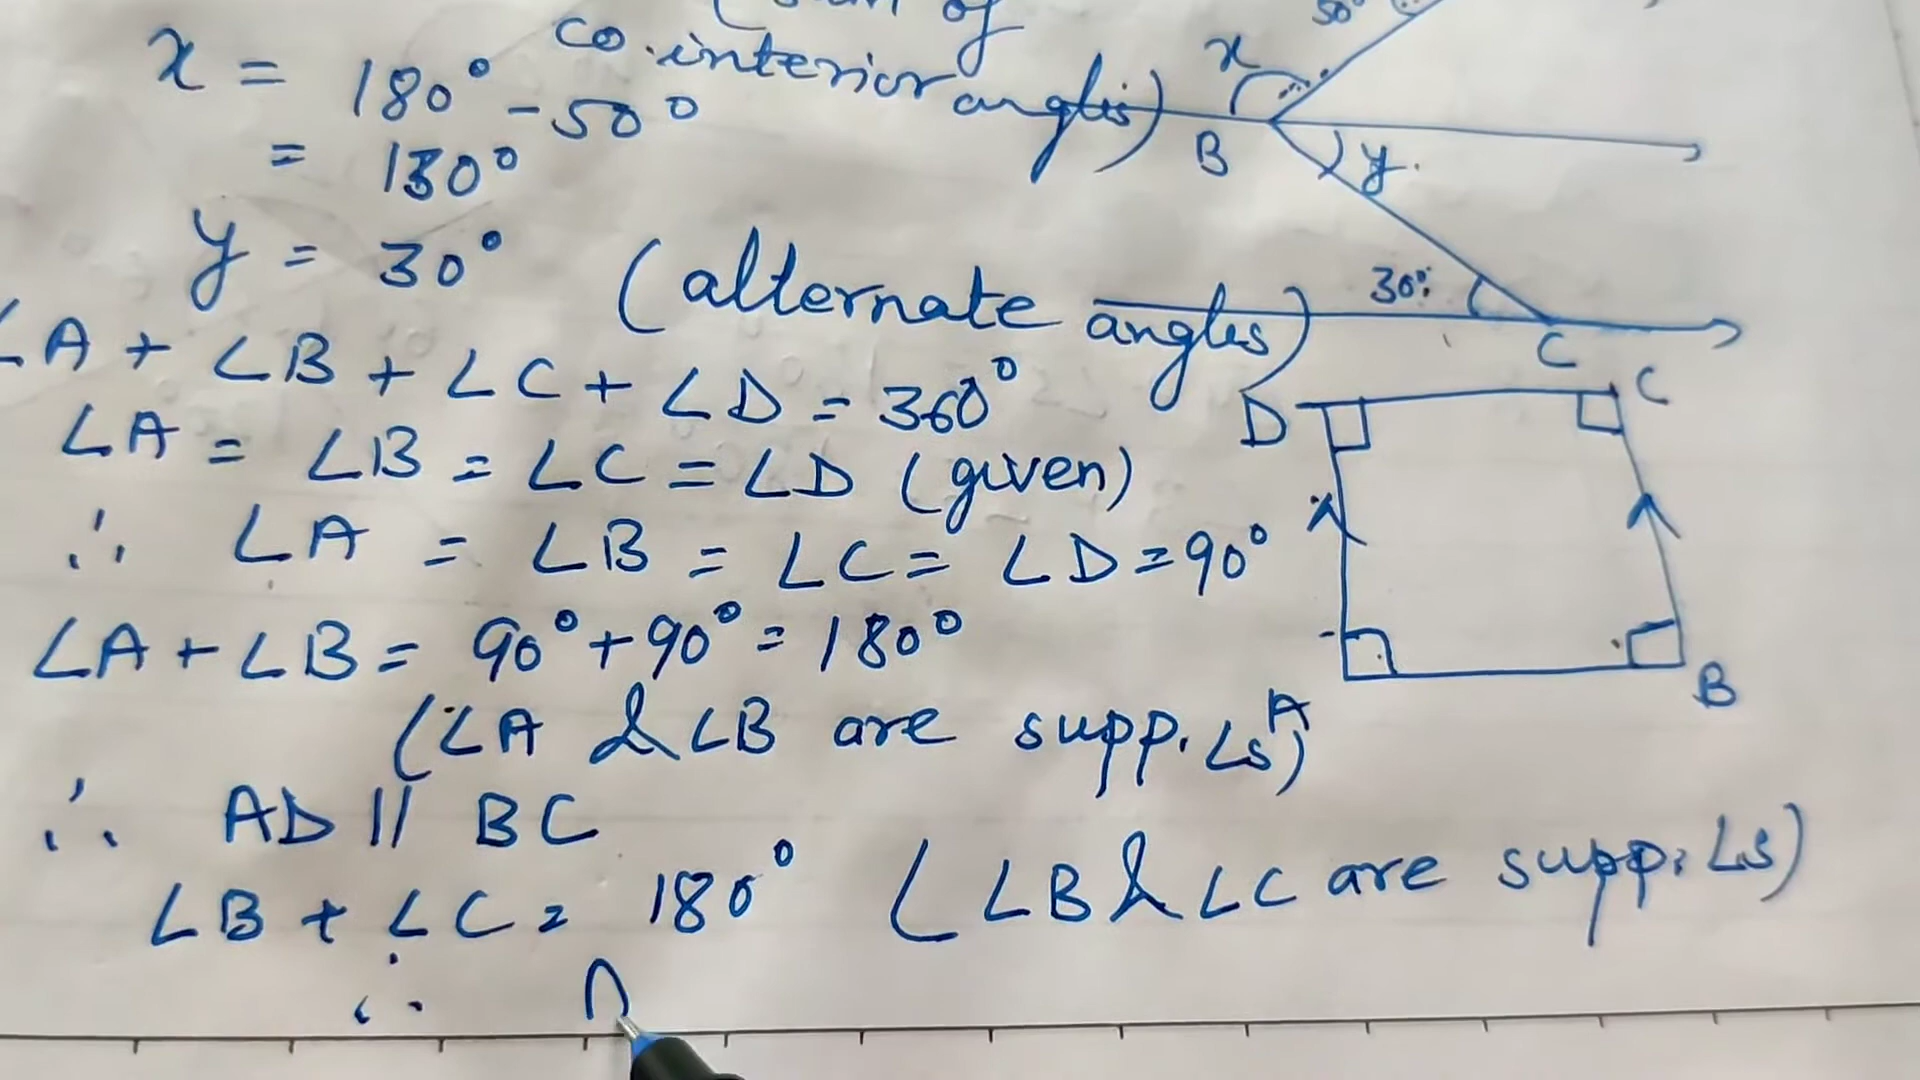 of
x = 180° - 50° co.interior angles)
= 130°
y = 30° (alternate angles)
∠A + ∠B + ∠C + ∠D = 360°
∠A = ∠B = ∠C = ∠D (given)
∴ ∠A = ∠B = ∠C = ∠D = 90°
∠A + ∠B = 90° + 90° = 180°
(∠A & ∠B are supp. ∠s)
∴ AD || BC
∠B + ∠C = 180° (∠B & ∠C are supp. ∠s)
∴
50°
x
B
y
30°
C
D C
A B